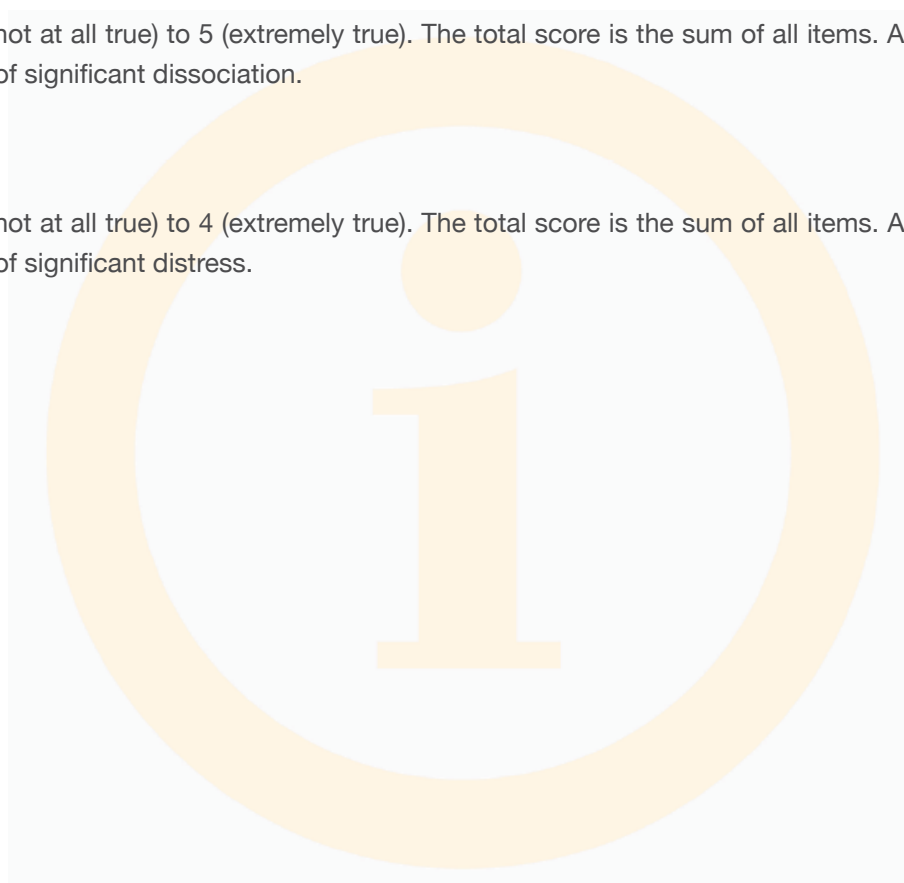 not at all true) to 5 (extremely true). The total score is the sum of all items. A
of significant dissociation.
not at all true) to 4 (extremely true). The total score is the sum of all items. A
of significant distress.